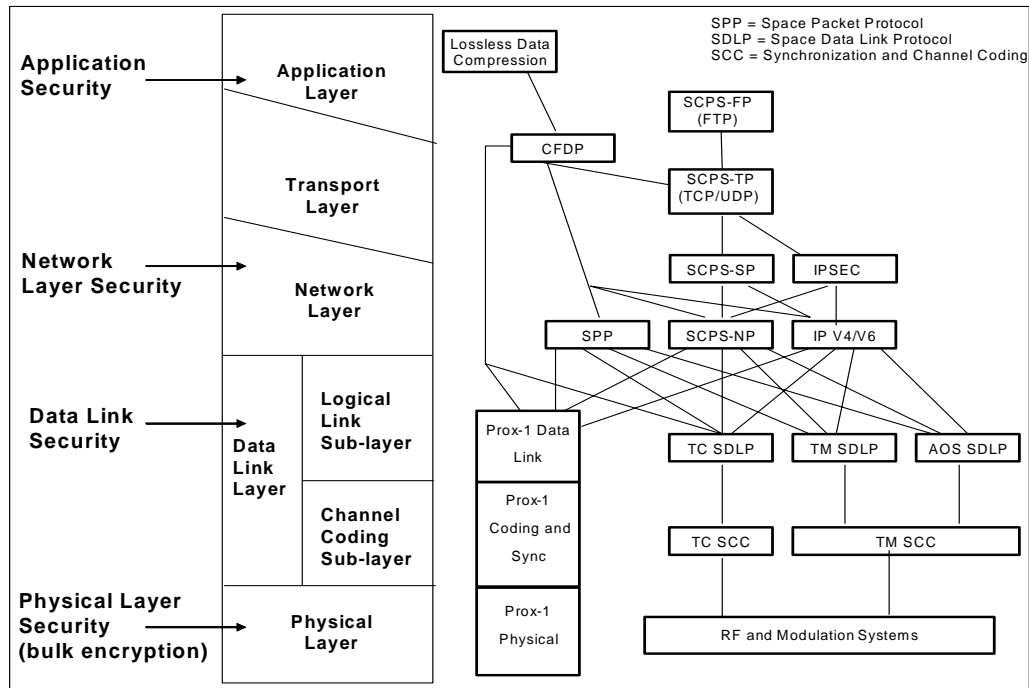 SPP = Space Packet Protocol
SDLP = Space Data Link Protocol
SCC = Synchronization and Channel Coding
Application
Security
Network
Layer Security
Data Link
Security
Physical Layer
Security
(bulk encryption)
Application
Layer
Transport
Layer
Network
Layer
Data
Link
Layer
Logical
Link
Sub-layer
Channel
Coding
Sub-layer
Physical
Layer
Lossless Data
Compression
CFDP
SCPS-FP
(FTP)
SCPS-TP
(TCP/UDP)
SCPS-SP
IPSEC
SPP
SCPS-NP
IP V4/V6
Prox-1 Data
Link
TC SDLP
TM SDLP
AOS SDLP
Prox-1
Coding and
Sync
TC SCC
TM SCC
Prox-1
Physical
RF and Modulation Systems